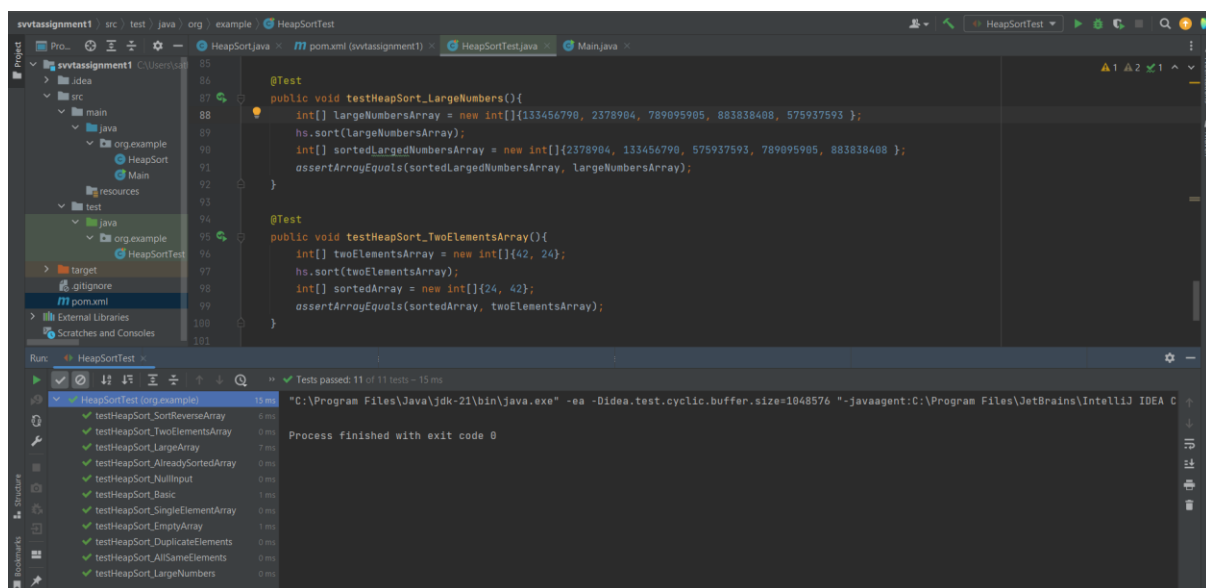 svvtassignment1 > src > test > java > org > example > HeapSortTest
HeapSortTest
Project
Pro...
HeapSort.java
pom.xml (svvtassignment1)
HeapSortTest.java
Main.java
svvtassignment1
.idea
src
main
java
org.example
HeapSort
Main
resources
test
java
org.example
HeapSortTest
target
.gitignore
pom.xml
External Libraries
Scratches and Consoles
1 2 1
85
86 @Test
87 public void testHeapSort_LargeNumbers(){
88 int[] largeNumbersArray = new int[]{133456790, 2378904, 789095905, 883838408, 575937593 };
89 hs.sort(largeNumbersArray);
90 int[] sortedLargedNumbersArray = new int[]{2378904, 133456790, 575937593, 789095905, 883838408 };
91 assertArrayEquals(sortedLargedNumbersArray, largeNumbersArray);
92 }
93
94 @Test
95 public void testHeapSort_TwoElementsArray(){
96 int[] twoElementsArray = new int[]{42, 24};
97 hs.sort(twoElementsArray);
98 int[] sortedArray = new int[]{24, 42};
99 assertArrayEquals(sortedArray, twoElementsArray);
100 }
101
Run: HeapSortTest
Tests passed: 11 of 11 tests – 15 ms
HeapSortTest (org.example) 15 ms
testHeapSort_SortReverseArray 6 ms
testHeapSort_TwoElementsArray 0 ms
testHeapSort_LargeArray 7 ms
testHeapSort_AlreadySortedArray 0 ms
testHeapSort_NullInput 0 ms
testHeapSort_Basic 1 ms
testHeapSort_SingleElementArray 0 ms
testHeapSort_EmptyArray 1 ms
testHeapSort_DuplicateElements 0 ms
testHeapSort_AllSameElements 0 ms
testHeapSort_LargeNumbers 0 ms
"C:\Program Files\Java\jdk-21\bin\java.exe" -ea -Didea.test.cyclic.buffer.size=1048576 "-javaagent:C:\Program Files\JetBrains\IntelliJ IDEA C
Process finished with exit code 0
Structure
Bookmarks